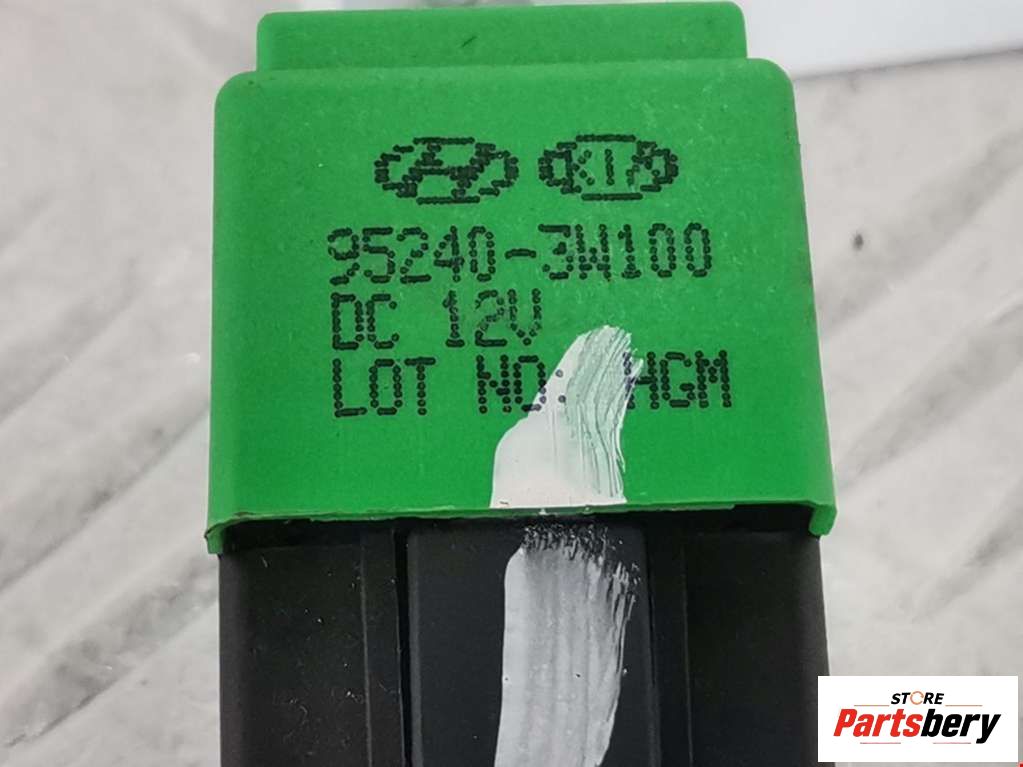 KIA
95240-3W100
DC 12V
LOT NO: HGM
STORE
Partsbery